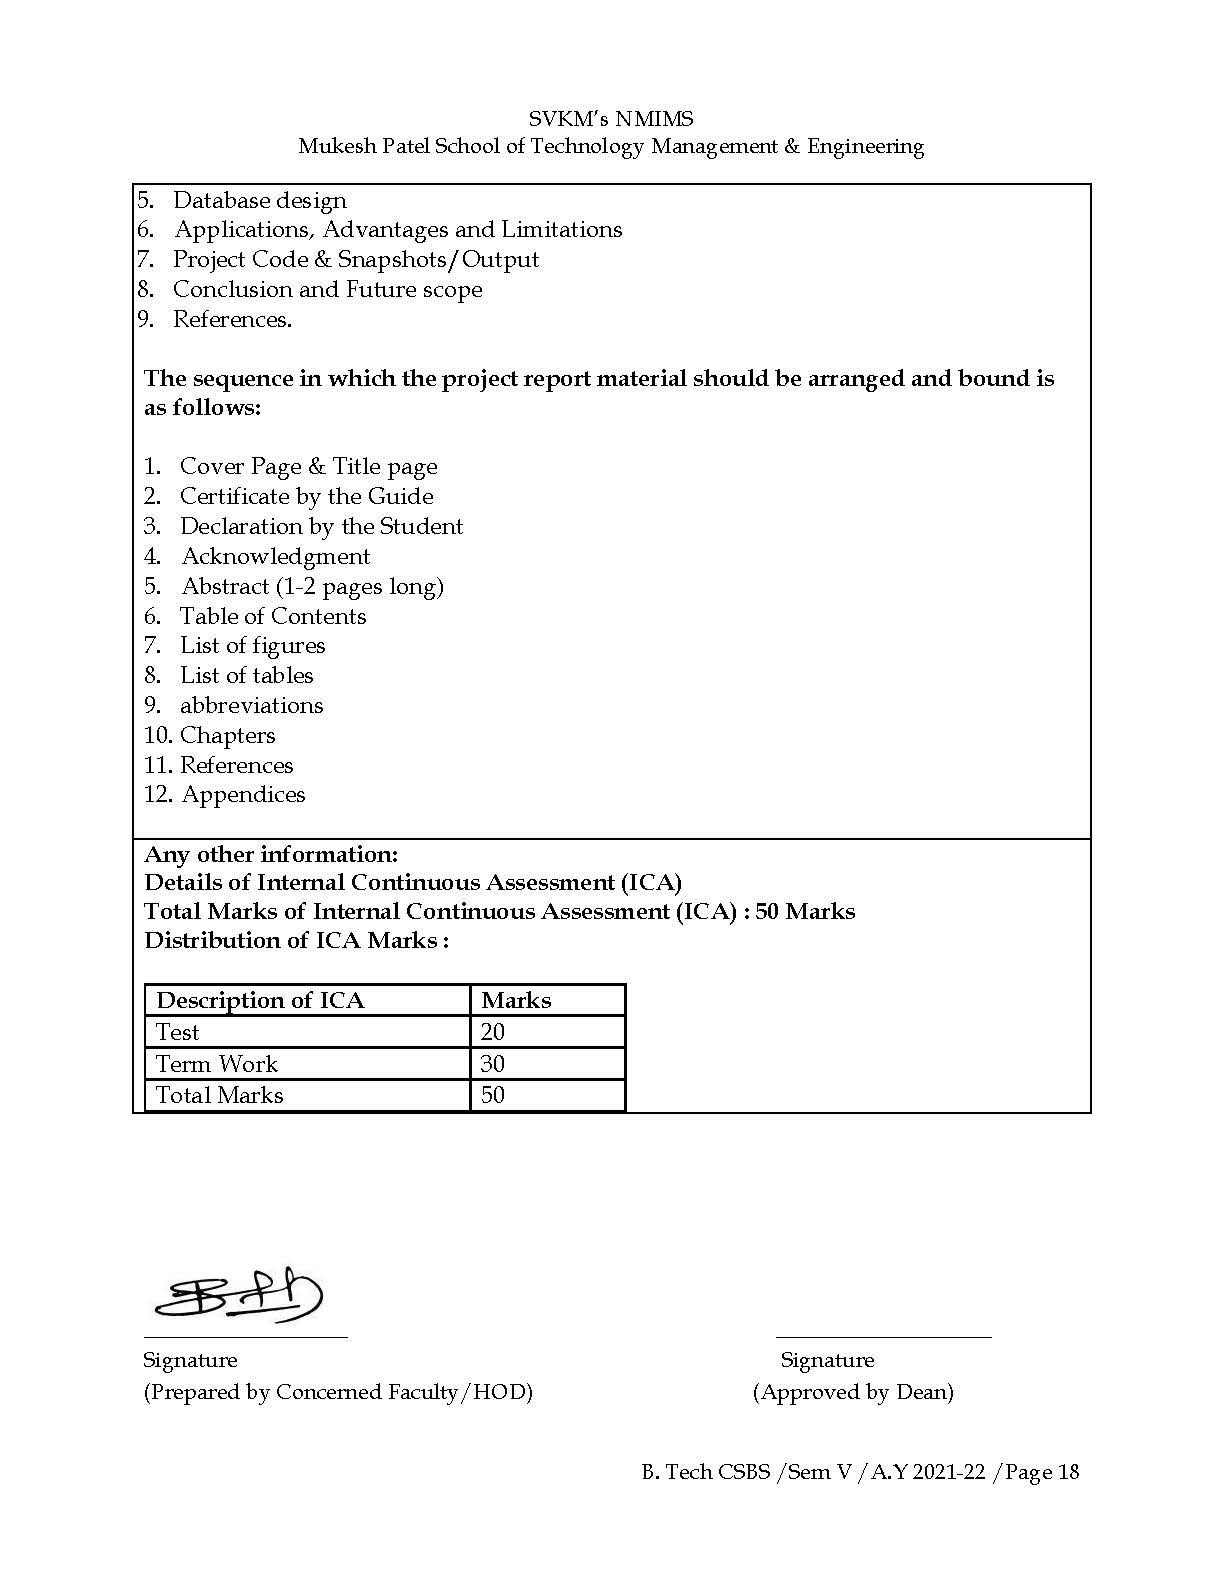 SVKM's NMIMS
Mukesh Patel School of Technology Management & Engineering
5. Database design
6. Applications, Advantages and Limitations
7. Project Code & Snapshots/Output
8. Conclusion and Future scope
9. References.
The sequence in which the project report material should be arranged and bound is
as follows:
1. Cover Page & Title page
2. Certificate by the Guide
3. Declaration by the Student
4. Acknowledgment
5. Abstract (1-2 pages long)
6. Table of Contents
7. List of figures
8. List of tables
9. abbreviations
10. Chapters
11. References
12. Appendices
Any other information:
Details of Internal Continuous Assessment (ICA)
Total Marks of Internal Continuous Assessment (ICA) : 50 Marks
Distribution of ICA Marks :
Description of ICA Marks
Test 20
Term Work 30
Total Marks 50
Signature Signature
(Prepared by Concerned Faculty/HOD) (Approved by Dean)
B. Tech CSBS /Sem V /A.Y 2021-22 /Page 18